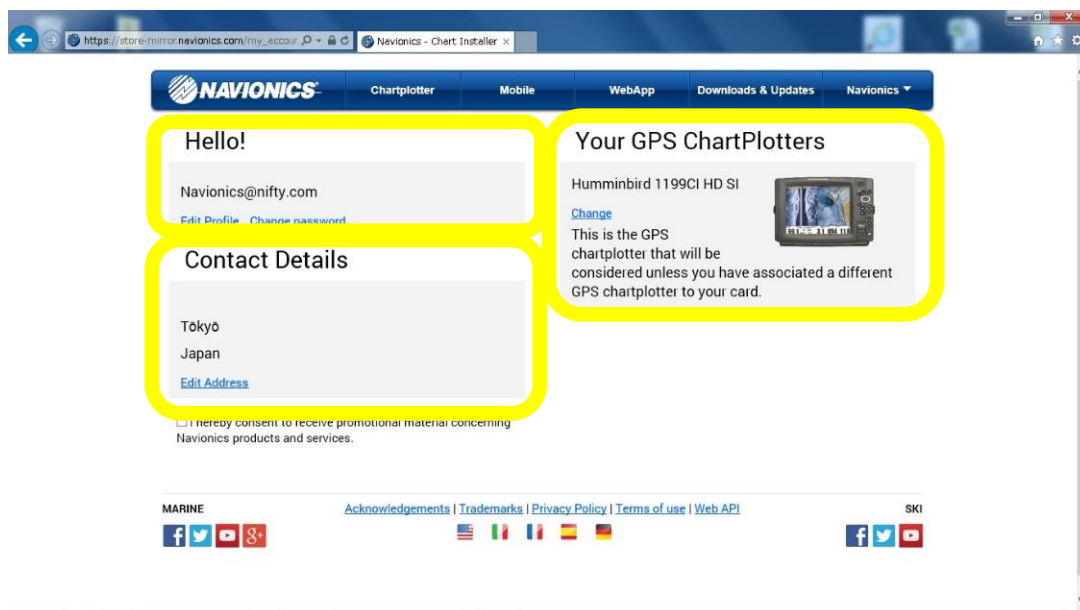 https://store-mirror.navionics.com/my_accour
Navionics - Chart Installer
NAVIONICS
Chartplotter Mobile WebApp Downloads & Updates Navionics
Hello!
Navionics@nifty.com
Edit Profile Change password
Contact Details
Tōkyō
Japan
Edit Address
I hereby consent to receive promotional material concerning
Navionics products and services.
Your GPS ChartPlotters
Humminbird 1199CI HD SI
Change
This is the GPS
chartplotter that will be
considered unless you have associated a different
GPS chartplotter to your card.
MARINE
Acknowledgements | Trademarks | Privacy Policy | Terms of use | Web API
SKI